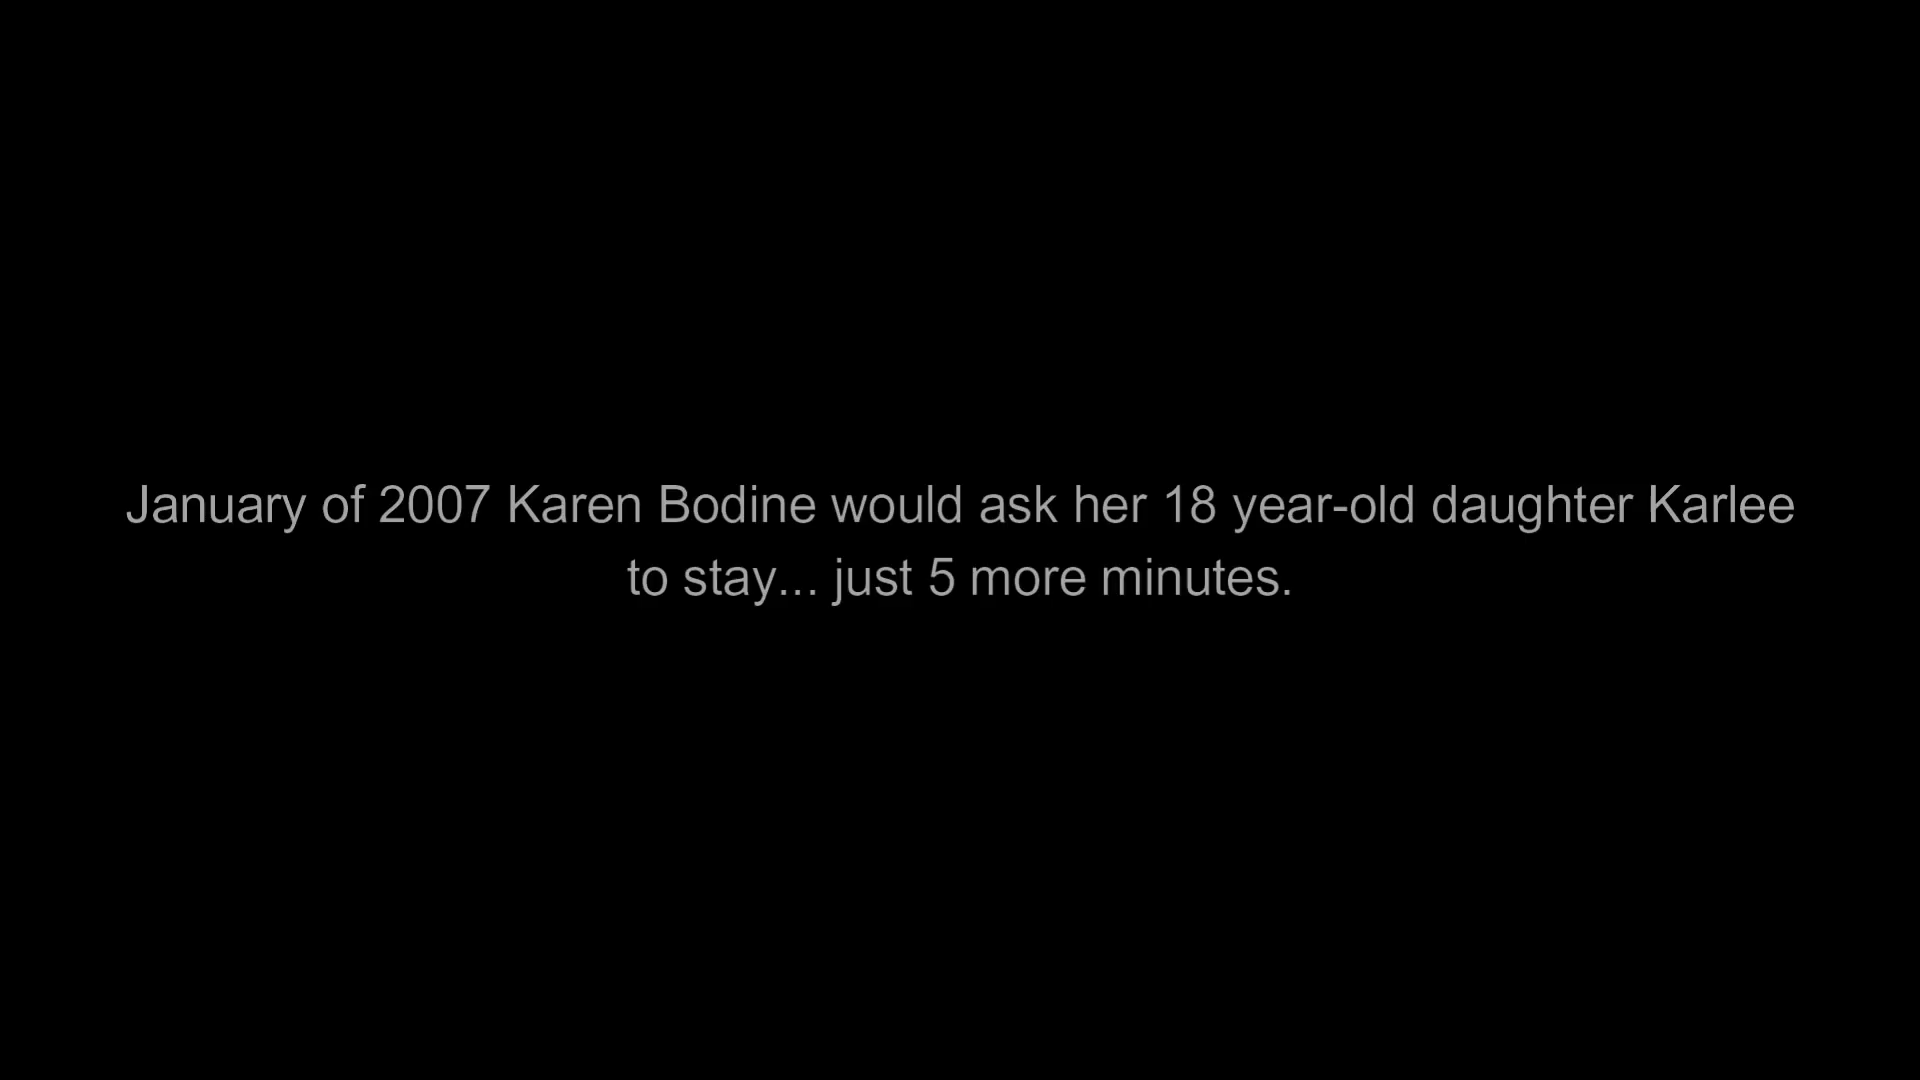 January of 2007 Karen Bodine would ask her 18 year-old daughter Karlee
to stay... just 5 more minutes.